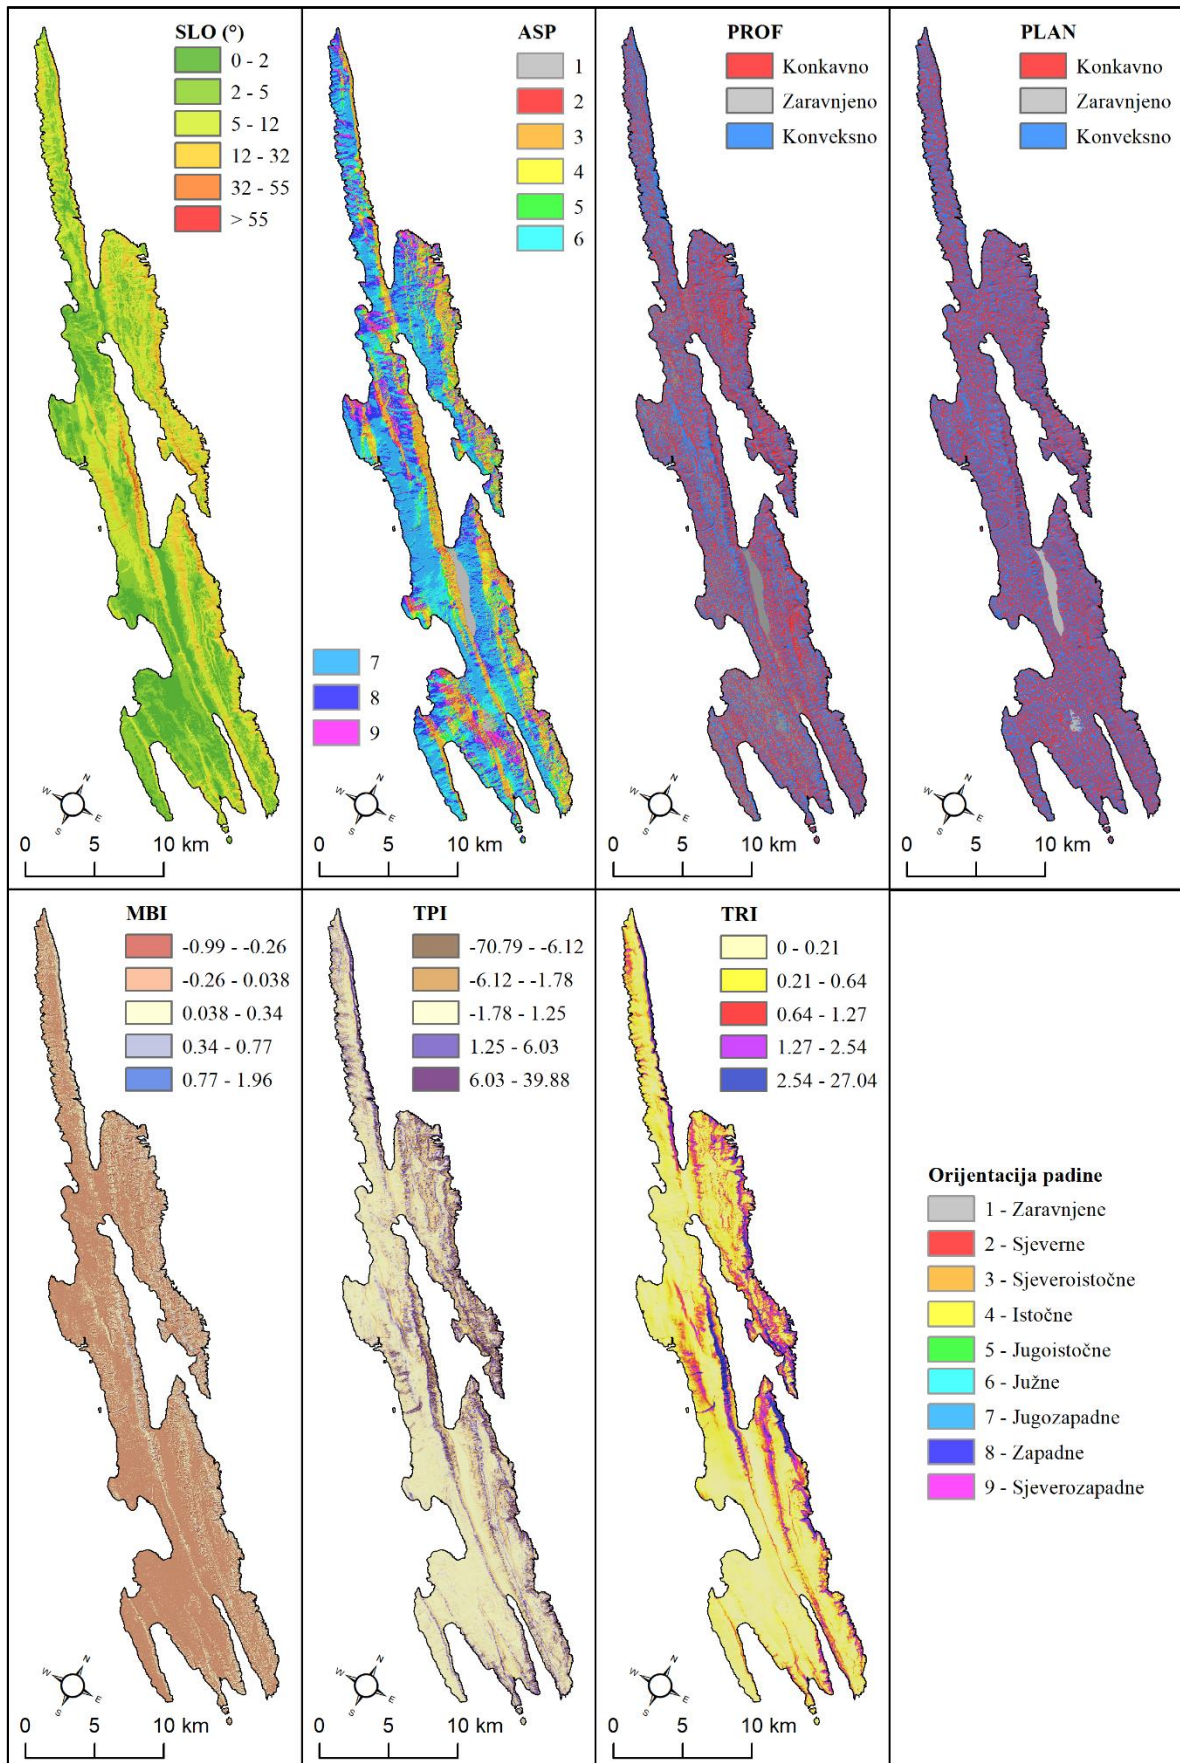 SLO (°)
0 - 2
2 - 5
5 - 12
12 - 32
32 - 55
> 55
N
W
E
S
0 5 10 km
ASP
1
2
3
4
5
6
7
8
9
N
W
E
S
0 5 10 km
PROF
Konkavno
Zaravnjeno
Konveksno
N
W
E
S
0 5 10 km
PLAN
Konkavno
Zaravnjeno
Konveksno
N
W
E
S
0 5 10 km
MBI
-0.99 - -0.26
-0.26 - 0.038
0.038 - 0.34
0.34 - 0.77
0.77 - 1.96
N
W
E
S
0 5 10 km
TPI
-70.79 - -6.12
-6.12 - -1.78
-1.78 - 1.25
1.25 - 6.03
6.03 - 39.88
N
W
E
S
0 5 10 km
TRI
0 - 0.21
0.21 - 0.64
0.64 - 1.27
1.27 - 2.54
2.54 - 27.04
N
W
E
S
0 5 10 km
Orijentacija padine
1 - Zaravnjene
2 - Sjeverne
3 - Sjeveroistočne
4 - Istočne
5 - Jugoistočne
6 - Južne
7 - Jugozapadne
8 - Zapadne
9 - Sjeverozapadne